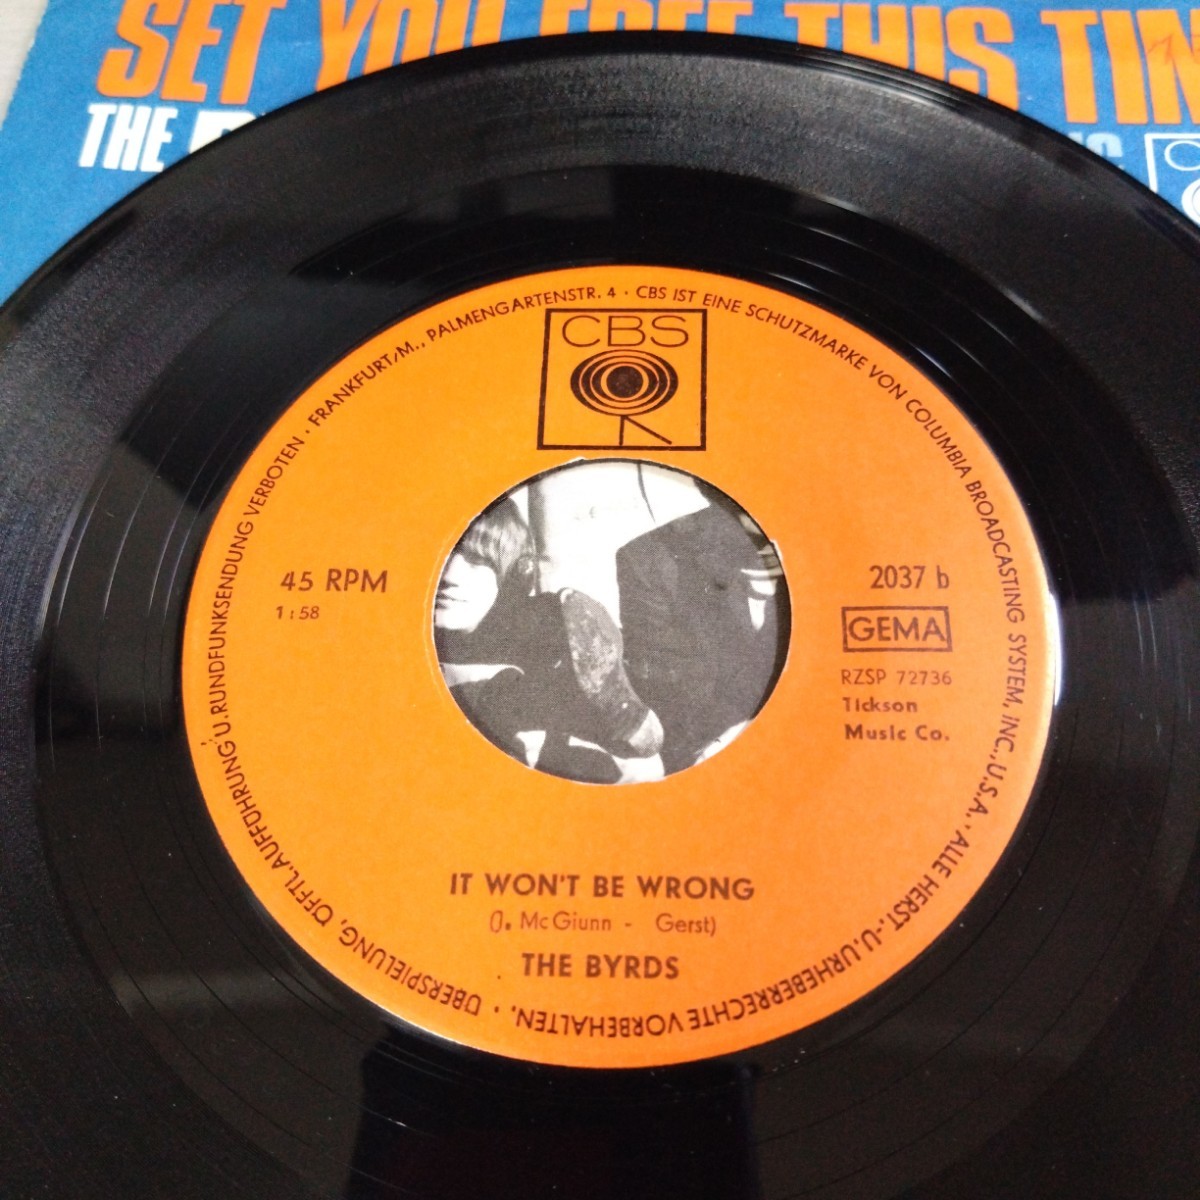 SET YOU FREE THIS TIM
THE
CBS
45 RPM
1:58
2037 b
GEMA
RZSP 72736
Tickson
Music Co.
IT WON'T BE WRONG
(J. McGiunn - Gerst)
THE BYRDS
FRANKFURT/M., PALMENGARTENSTR. 4 · CBS IST EINE SCHUTZMARKE VON COLUMBIA BROADCASTING SYSTEM, INC., U.S.A. · ALLE HERST.-U.URHEBERRECHTE VORBEHALTEN. · ÜBERSPIELUNG, ÖFFTL.AUFFÜHRUNG U.RUNDFUNKSENDUNG VERBOTEN ·